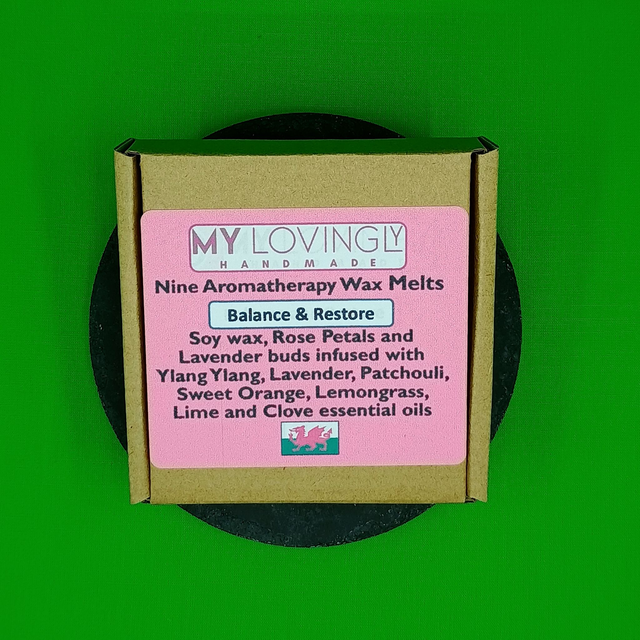 MY LOVINGLY
HANDMADE
Nine Aromatherapy Wax Melts
Balance & Restore
Soy wax, Rose Petals and
Lavender buds infused with
Ylang Ylang, Lavender, Patchouli,
Sweet Orange, Lemongrass,
Lime and Clove essential oils